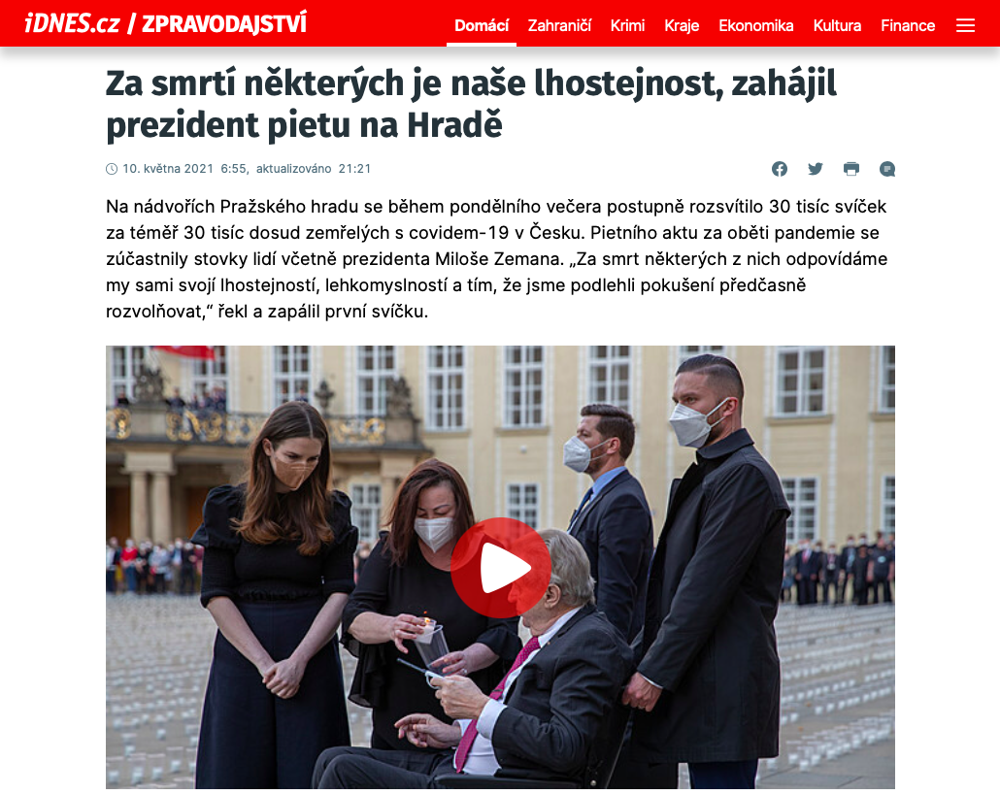 iDNES.cz / ZPRAVODAJSTVÍ
Domácí Zahraničí Krimi Kraje Ekonomika Kultura Finance
Za smrtí některých je naše lhostejnost, zahájil
prezident pietu na Hradě
10. května 2021 6:55, aktualizováno 21:21
Na nádvořích Pražského hradu se během pondělního večera postupně rozsvítilo 30 tisíc svíček
za téměř 30 tisíc dosud zemřelých s covidem-19 v Česku. Pietního aktu za oběti pandemie se
zúčastnily stovky lidí včetně prezidenta Miloše Zemana. „Za smrt některých z nich odpovídáme
my sami svojí lhostejností, lehkomyslností a tím, že jsme podlehli pokušení předčasně
rozvolňovat,“ řekl a zapálil první svíčku.